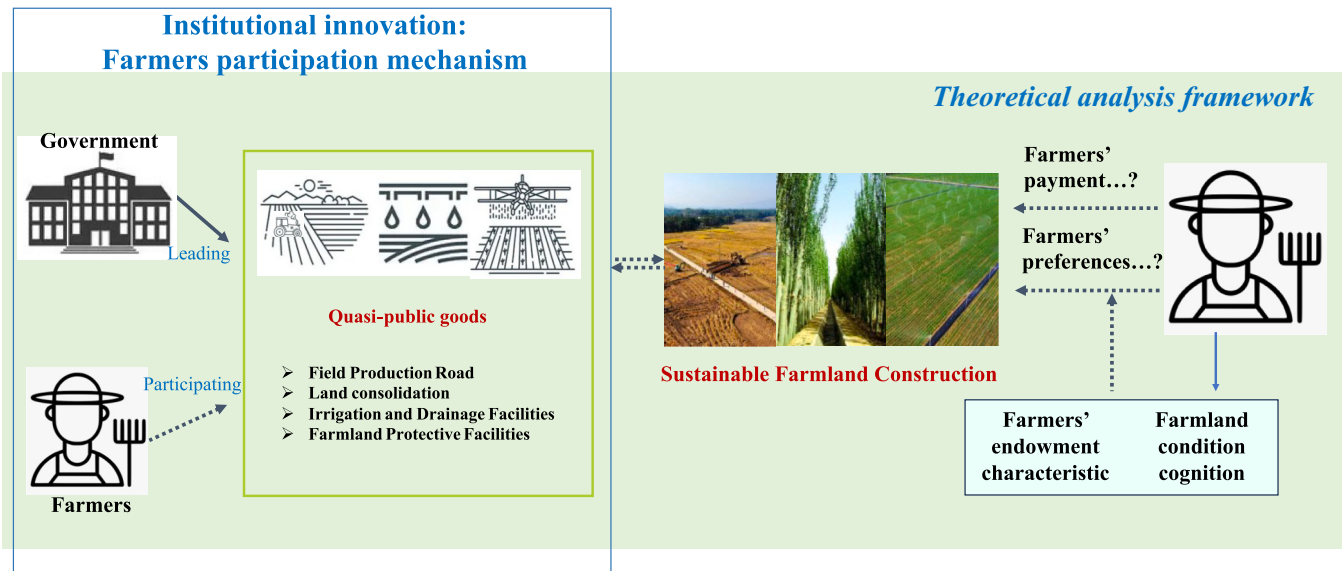 Institutional innovation:
Farmers participation mechanism
Theoretical analysis framework
Government
Leading
Quasi-public goods
➢ Field Production Road
➢ Land consolidation
➢ Irrigation and Drainage Facilities
➢ Farmland Protective Facilities
Participating
Farmers
Sustainable Farmland Construction
Farmers’
payment…?
Farmers’
preferences…?
Farmers’
endowment
characteristic
Farmland
condition
cognition